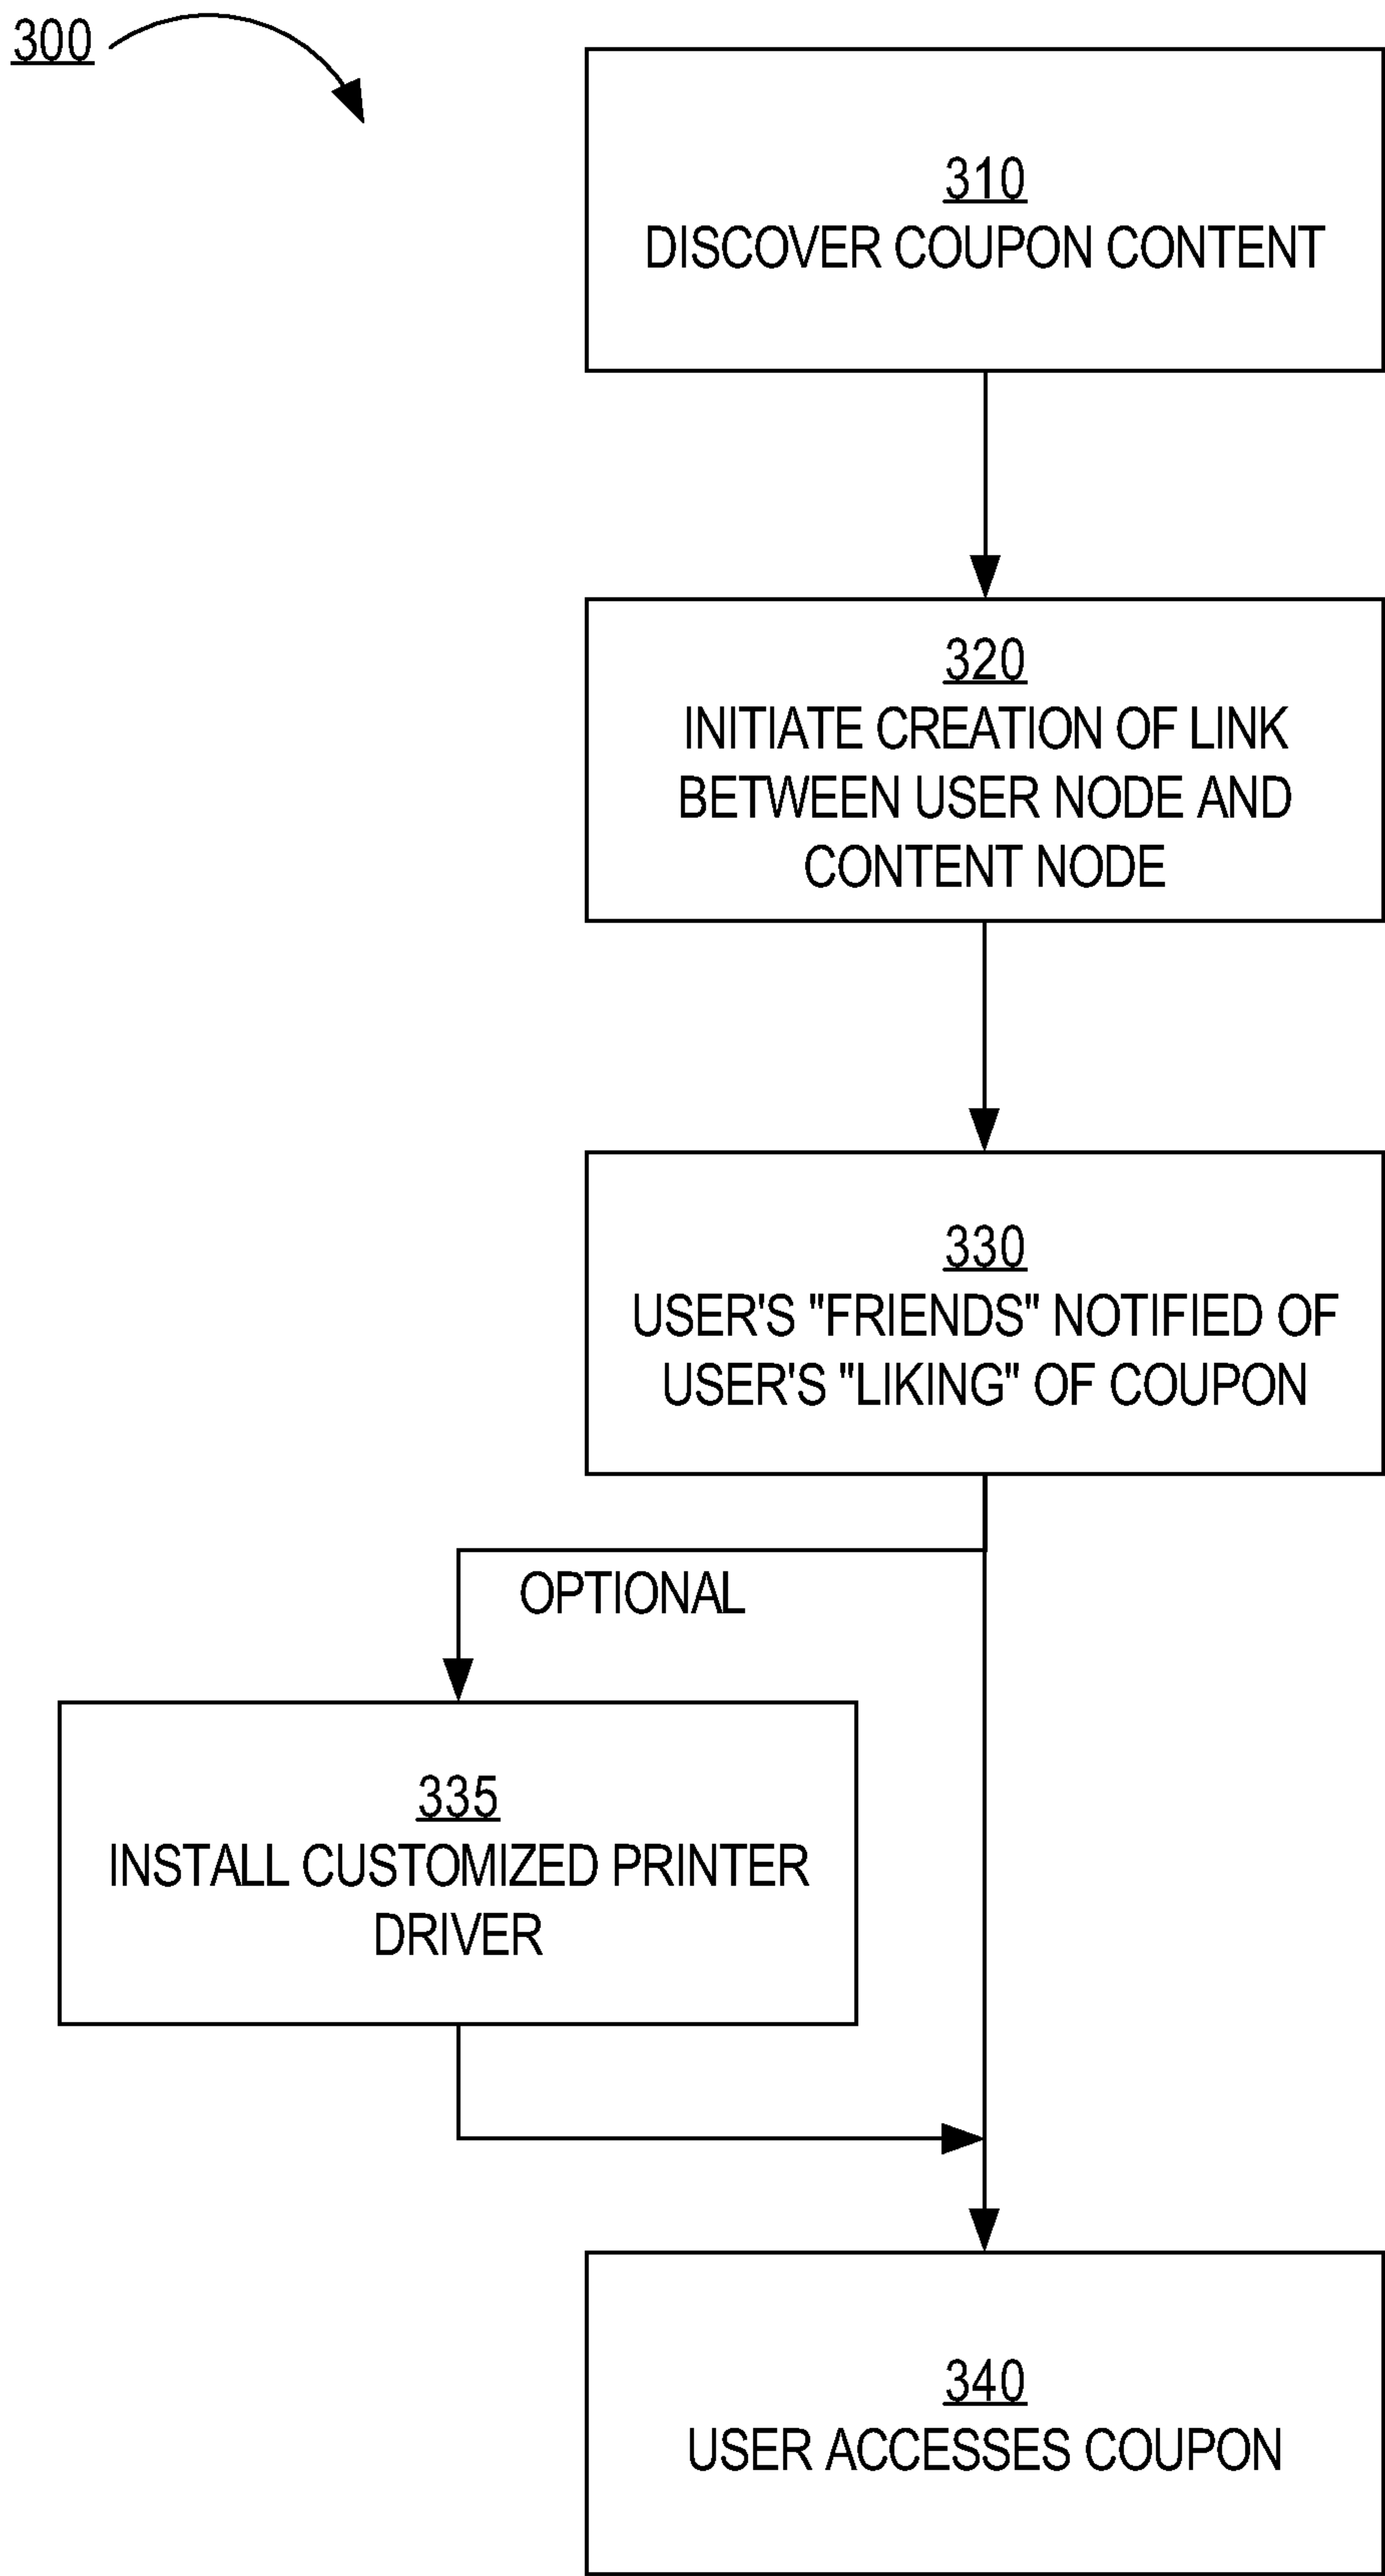 300
310
DISCOVER COUPON CONTENT
320
INITIATE CREATION OF LINK
BETWEEN USER NODE AND
CONTENT NODE
330
USER'S "FRIENDS" NOTIFIED OF
USER'S "LIKING" OF COUPON
OPTIONAL
335
INSTALL CUSTOMIZED PRINTER
DRIVER
340
USER ACCESSES COUPON